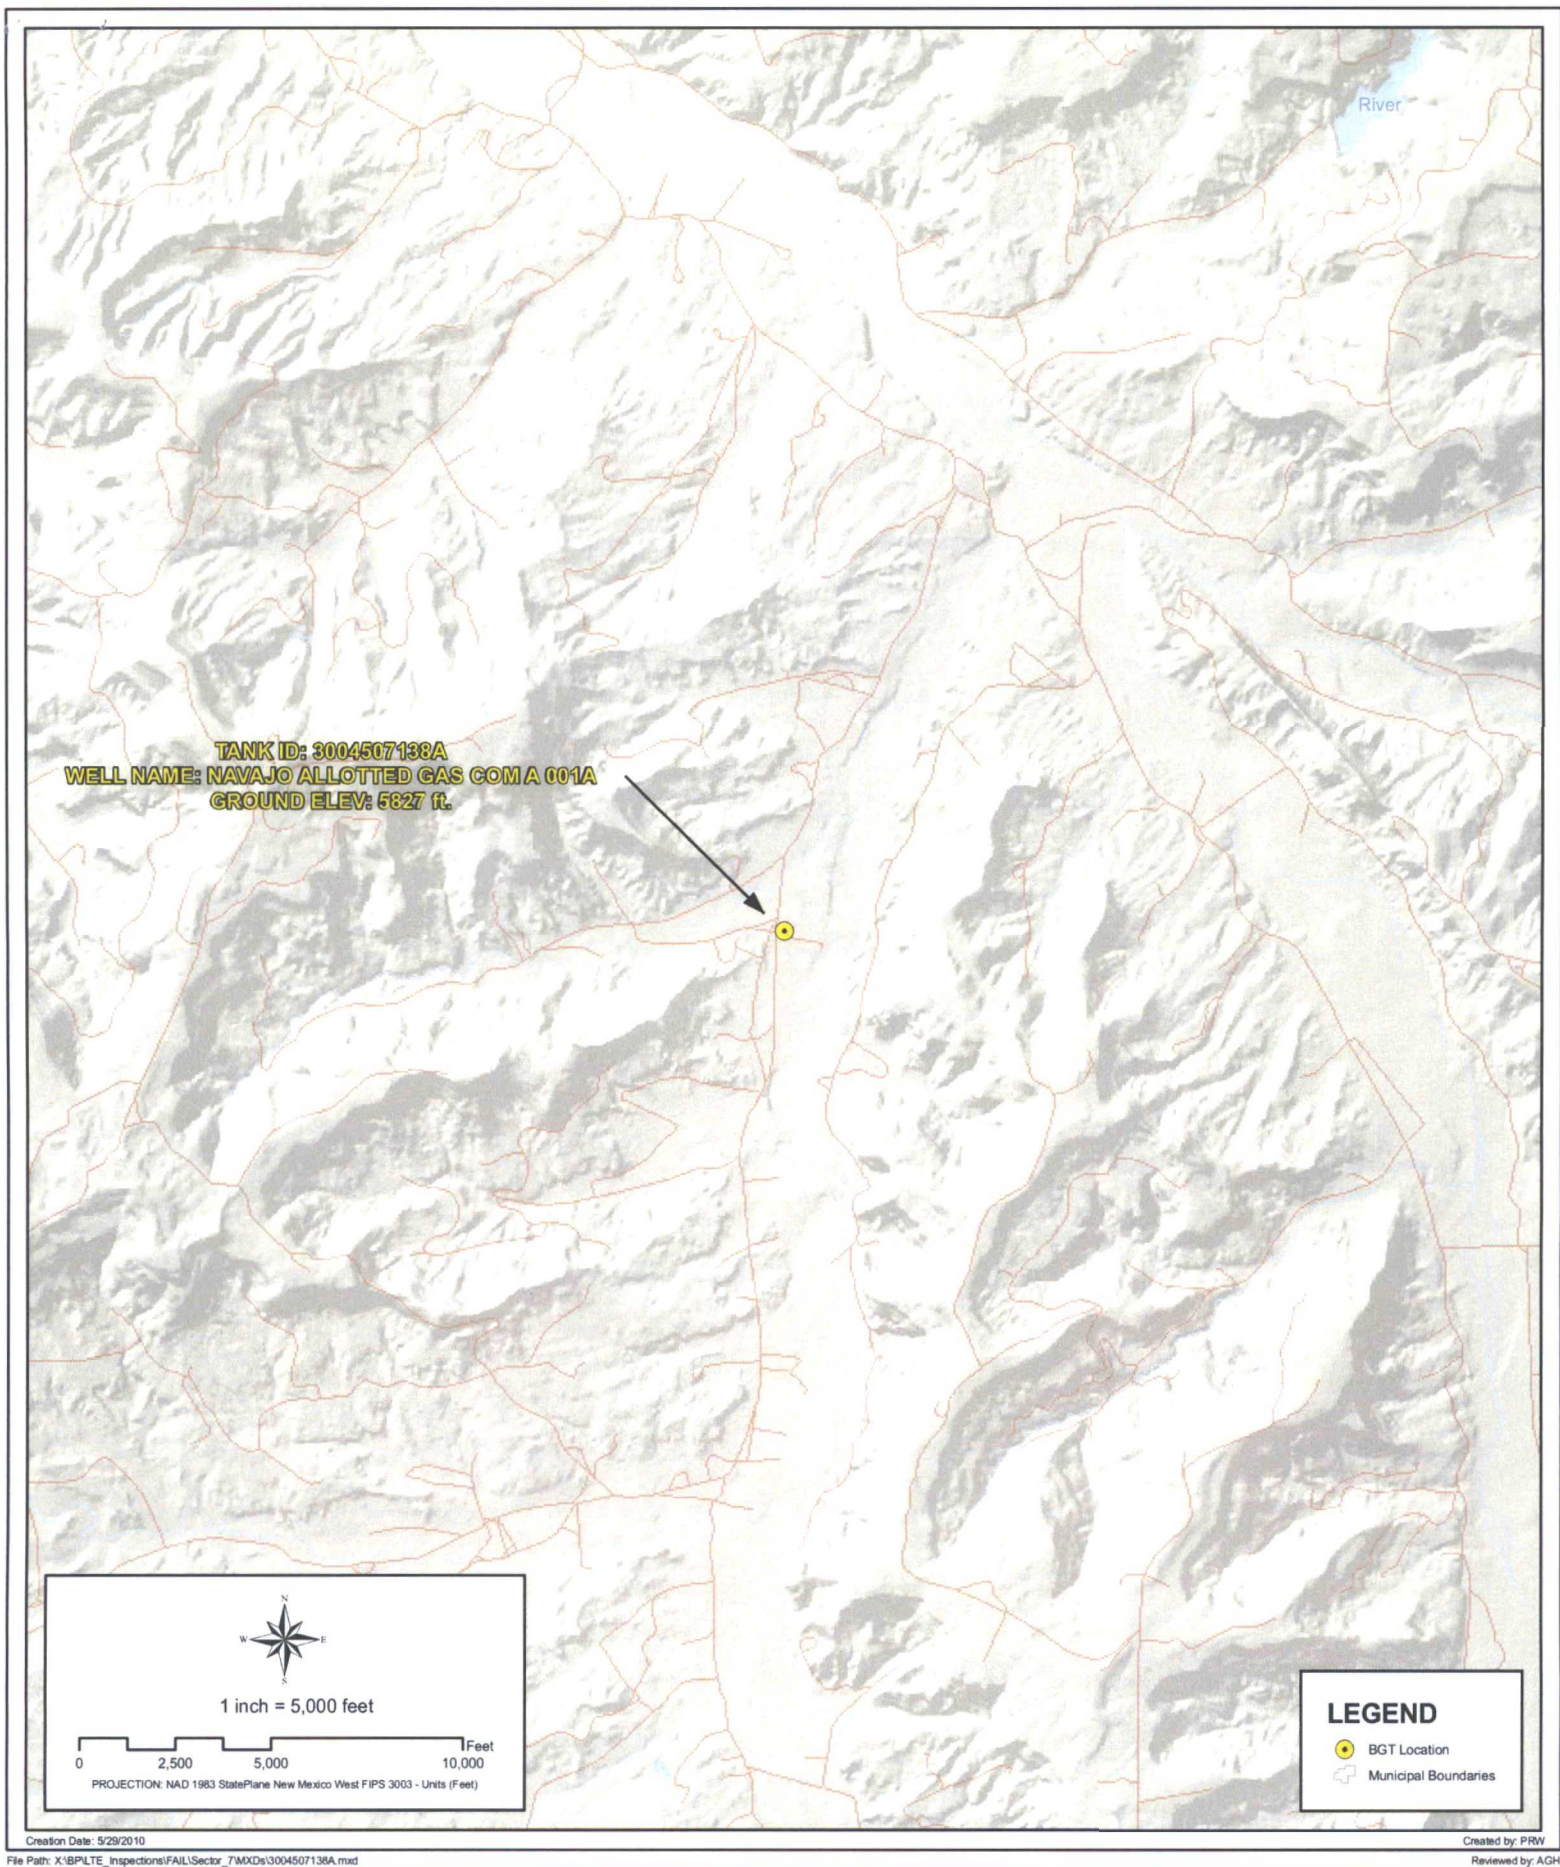 River
TANK ID: 3004507138A
WELL NAME: NAVAJO ALLOTTED GAS COM A 001A
GROUND ELEV: 5827 ft.
N
W E
S
1 inch = 5,000 feet
Feet
0 2,500 5,000 10,000
PROJECTION: NAD 1983 StatePlane New Mexico West FIPS 3003 - Units (Feet)
LEGEND
BGT Location
Municipal Boundaries
Creation Date: 5/29/2010
Created by: PRW
File Path: X:\BP\LTE_Inspections\FAIL\Sector_7\MXDs\3004507138A.mxd
Reviewed by: AGH